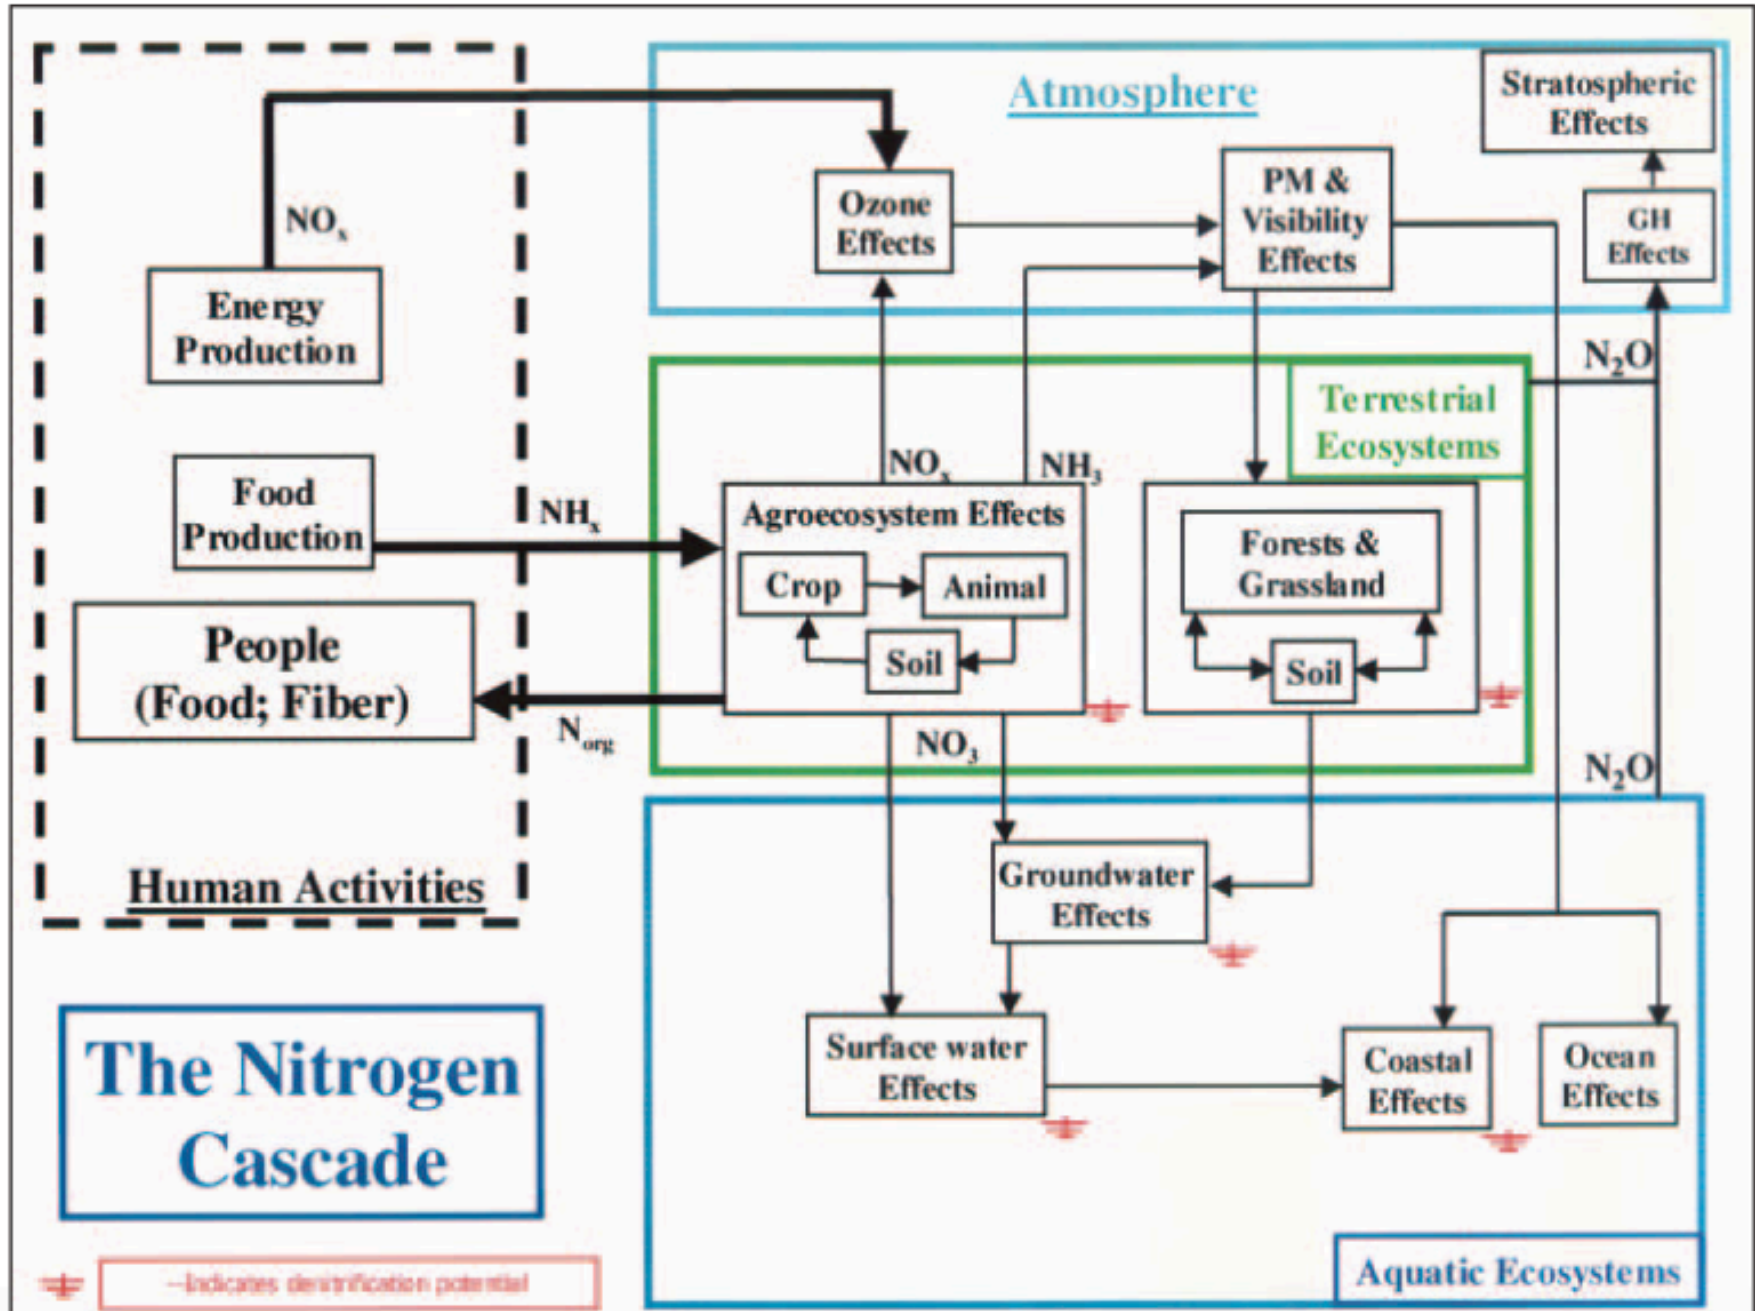 Atmosphere
Stratospheric
Effects
Ozone
Effects
PM &
Visibility
Effects
GH
Effects
NOₓ
Energy
Production
N₂O
Terrestrial
Ecosystems
Food
Production
NHₓ
NOₓ
NH₃
Agroecosystem Effects
Crop
Animal
Soil
Forests &
Grassland
Soil
People
(Food; Fiber)
N_org
NO₃
N₂O
Human Activities
Groundwater
Effects
Surface water
Effects
Coastal
Effects
Ocean
Effects
The Nitrogen
Cascade
--Indicates denitrification potential
Aquatic Ecosystems